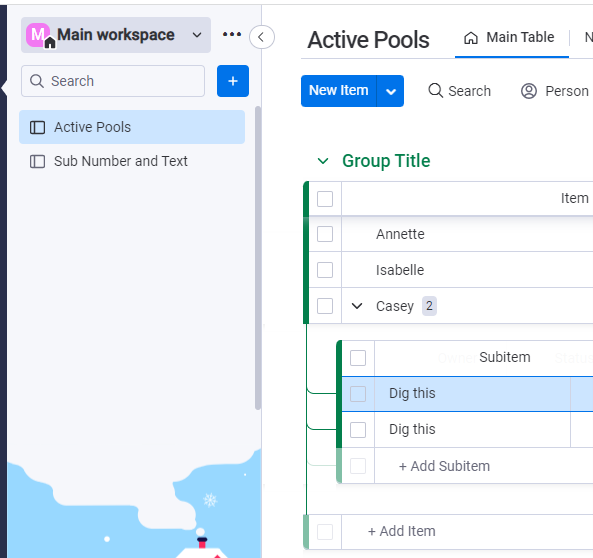 M Main workspace
Search
Active Pools
Sub Number and Text
Active Pools
Main Table
New Item
Search
Person
Group Title
Item
Annette
Isabelle
Casey 2
Subitem
Dig this
Dig this
+ Add Subitem
+ Add Item